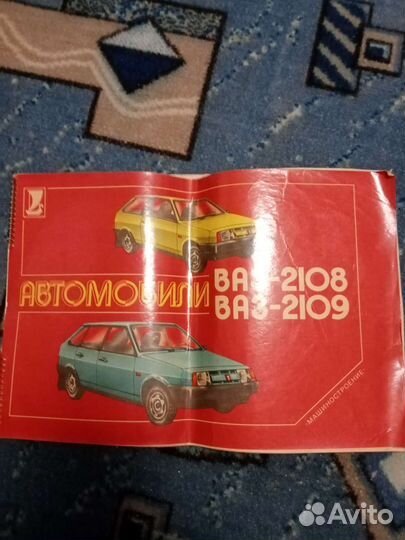 АВТОМОБИЛИ
ВАЗ-2108
ВАЗ-2109
·МАШИНОСТРОЕНИЕ·
Avito